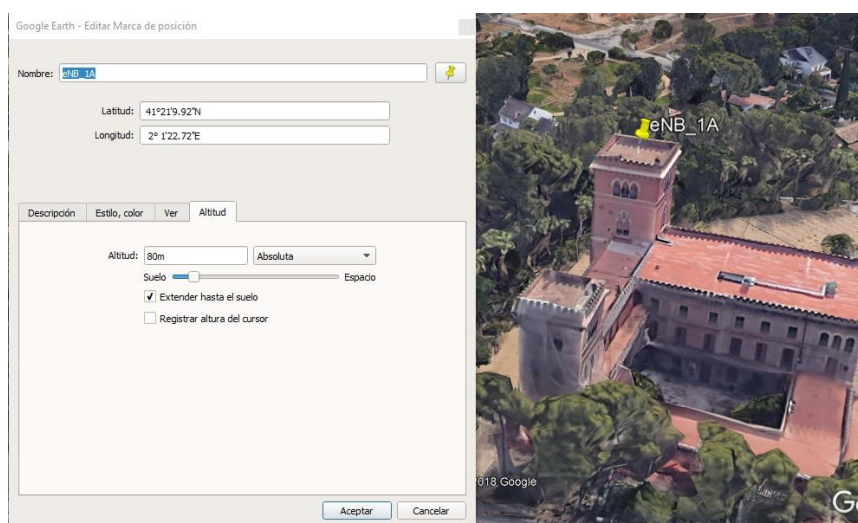 Google Earth - Editar Marca de posición
Nombre: eNB_1A
Latitud: 41°21'9.92"N
Longitud: 2° 1'22.72"E
Descripción Estilo, color Ver Altitud
Altitud: 80m Absoluta
Suelo Espacio
Extender hasta el suelo
Registrar altura del cursor
Aceptar Cancelar
eNB_1A
2018 Google
G